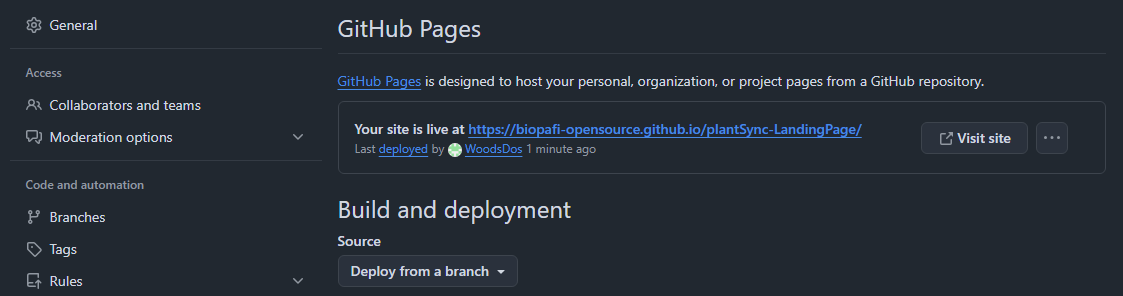 General
Access
Collaborators and teams
Moderation options
Code and automation
Branches
Tags
Rules
GitHub Pages
GitHub Pages is designed to host your personal, organization, or project pages from a GitHub repository.
Your site is live at https://biopafi-opensource.github.io/plantSync-LandingPage/
Last deployed by WoodsDos 1 minute ago
Visit site
Build and deployment
Source
Deploy from a branch